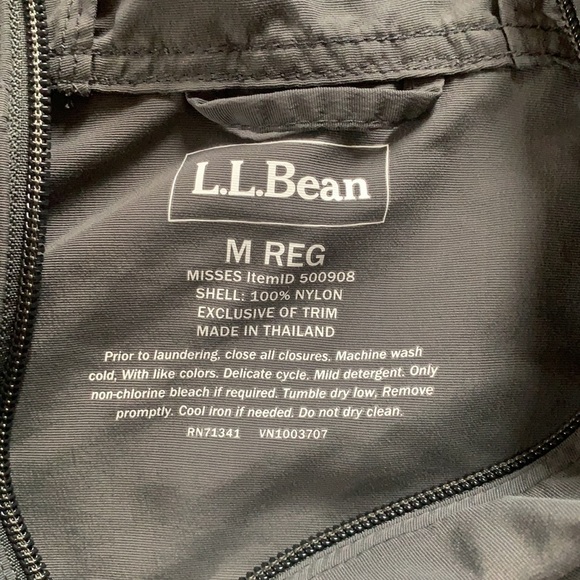 L.L.Bean
M REG
MISSES ItemID 500908
SHELL: 100% NYLON
EXCLUSIVE OF TRIM
MADE IN THAILAND
Prior to laundering, close all closures. Machine wash
cold, With like colors. Delicate cycle. Mild detergent. Only
non-chlorine bleach if required. Tumble dry low, Remove
promptly. Cool iron if needed. Do not dry clean.
RN71341 VN1003707